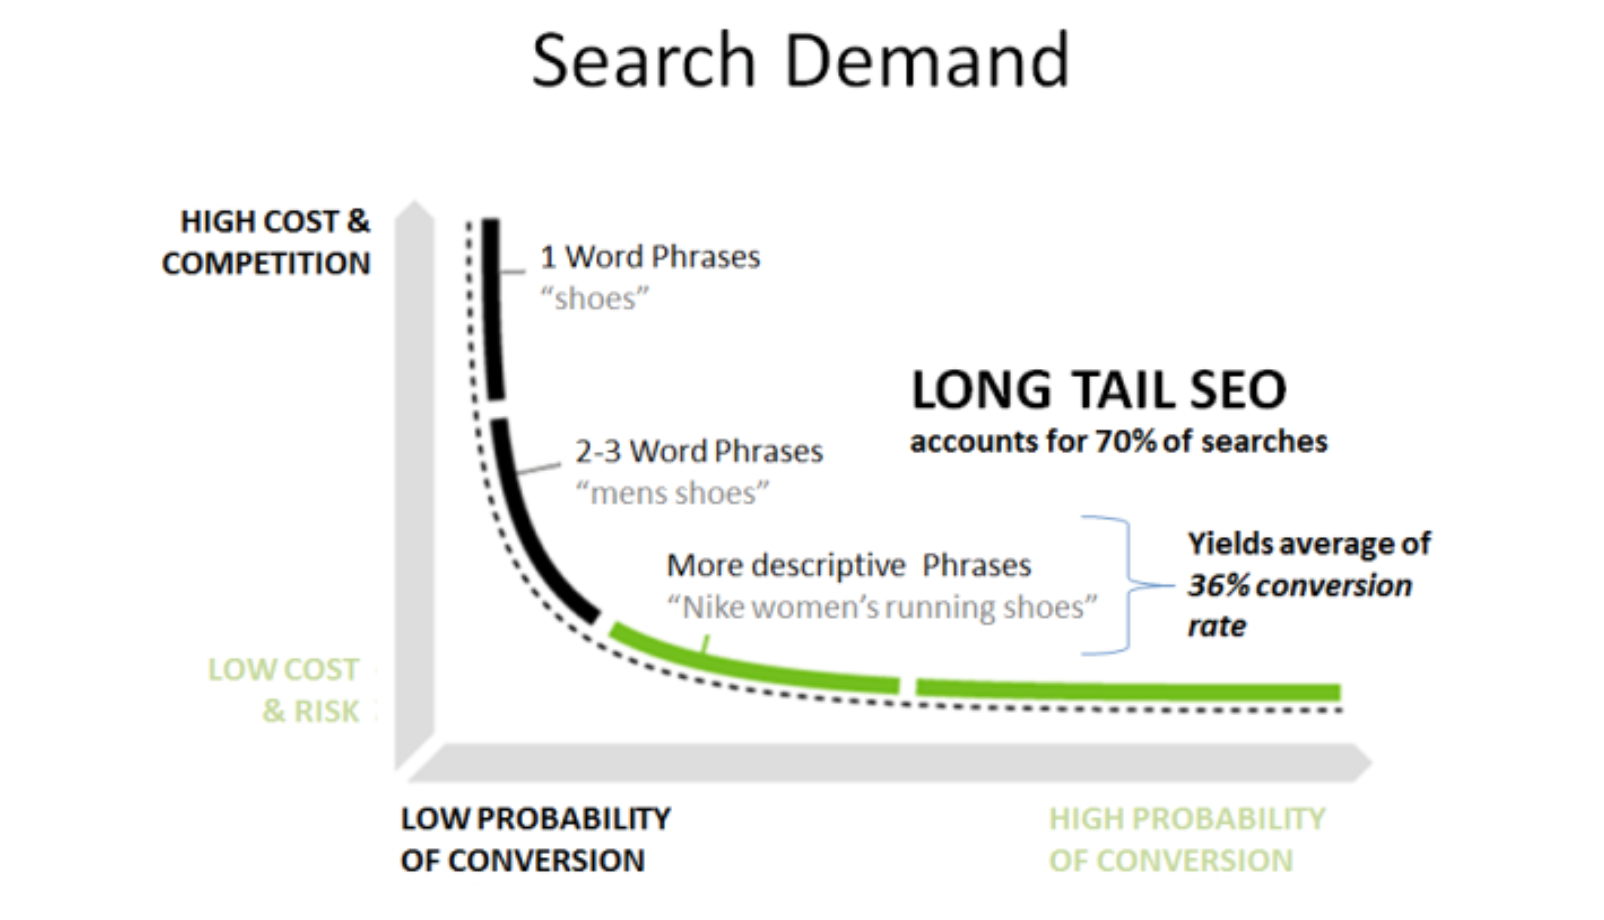 Search Demand
HIGH COST &
COMPETITION
1 Word Phrases
“shoes”
LONG TAIL SEO
accounts for 70% of searches
2-3 Word Phrases
“mens shoes”
More descriptive Phrases
“Nike women’s running shoes”
Yields average of
36% conversion
rate
LOW COST
& RISK
LOW PROBABILITY
OF CONVERSION
HIGH PROBABILITY
OF CONVERSION